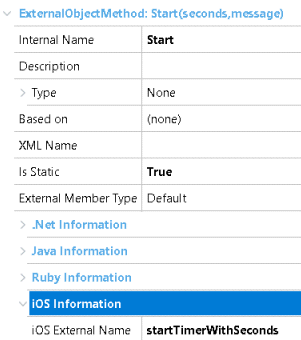 ExternalObjectMethod: Start(seconds,message)
Internal Name Start
Description
Type None
Based on (none)
XML Name
Is Static True
External Member Type Default
.Net Information
Java Information
Ruby Information
iOS Information
iOS External Name startTimerWithSeconds